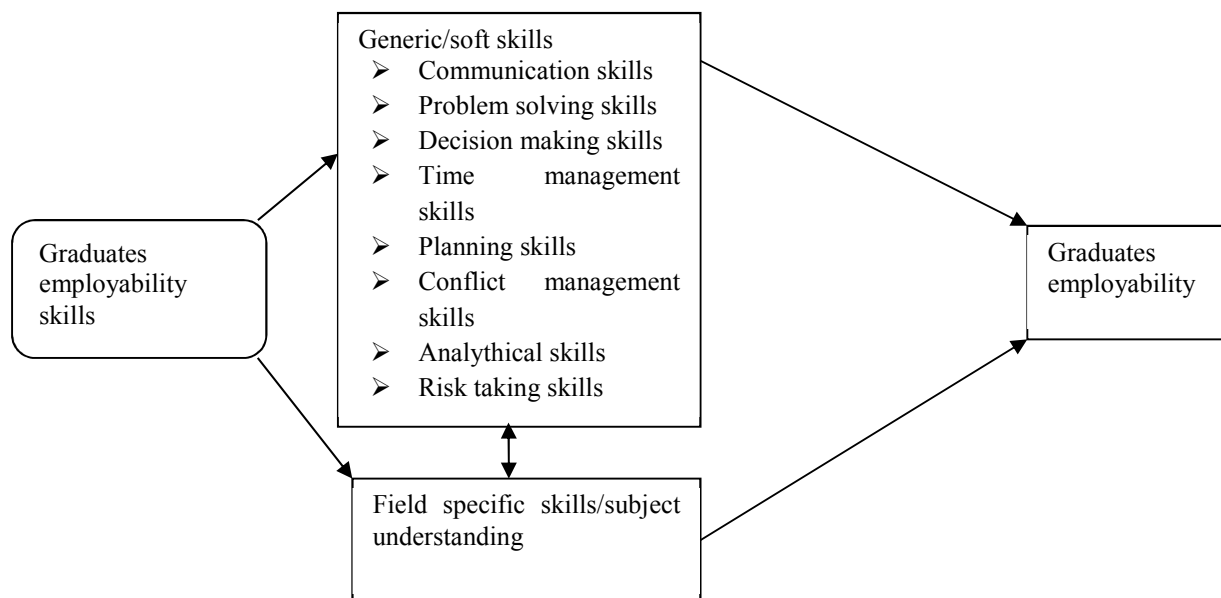 Generic/soft skills
➢ Communication skills
➢ Problem solving skills
➢ Decision making skills
➢ Time management
skills
➢ Planning skills
➢ Conflict management
skills
➢ Analythical skills
➢ Risk taking skills
Graduates
employability
skills
Graduates
employability
Field specific skills/subject
understanding